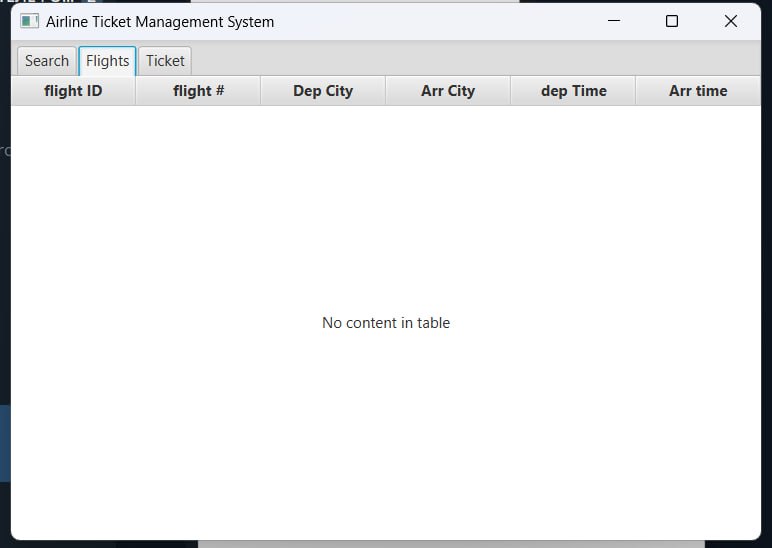 Airline Ticket Management System
Search Flights Ticket
flight ID flight # Dep City Arr City dep Time Arr time
No content in table